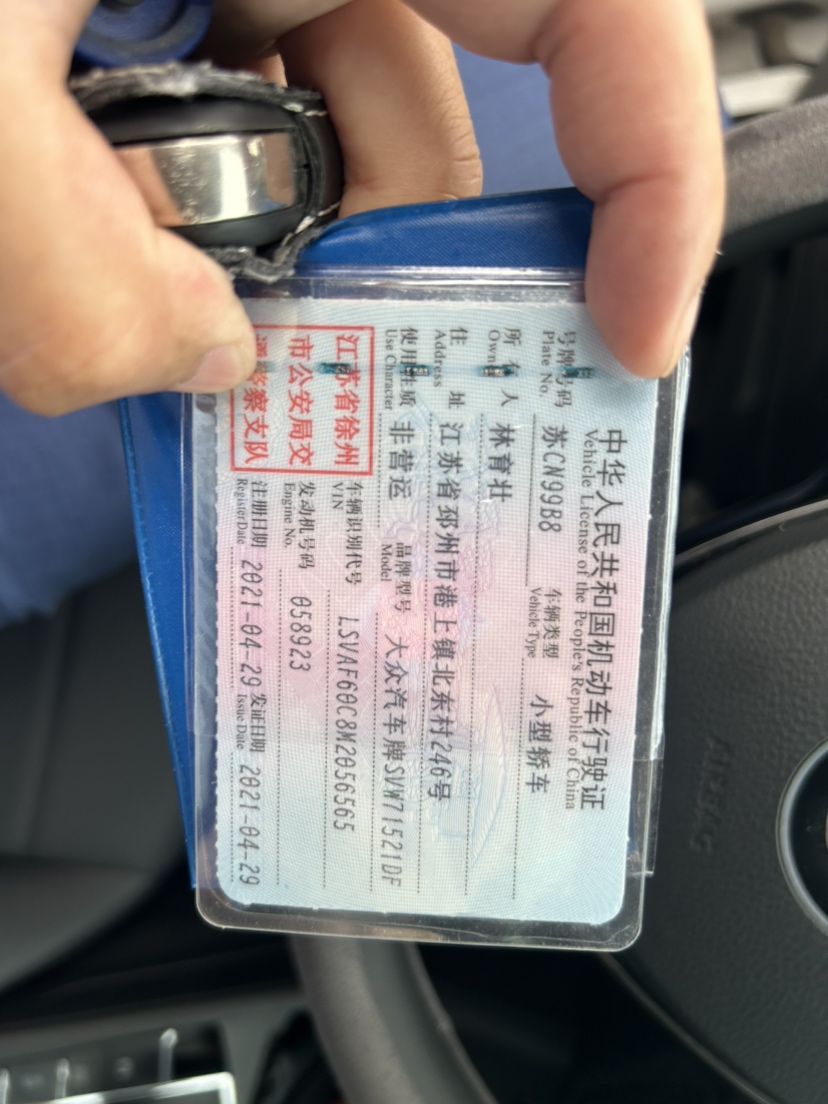 中华人民共和国机动车行驶证
Vehicle License of the People's Republic of China
号牌号码 苏CN99B8 车辆类型 小型轿车
Plate No. Vehicle Type
所有人 林育壮
Owner
住址 江苏省邳州市港上镇北东村246号
Address
使用性质 非营运 品牌型号 大众汽车牌SVW71521DF
Use Character Model
江苏省徐州
市公安局交
通警察支队
车辆识别代号 LSVAF60C8M2056565
VIN
发动机号码 058923
Engine No.
注册日期 2021-04-29 发证日期 2021-04-29
Register Date Issue Date